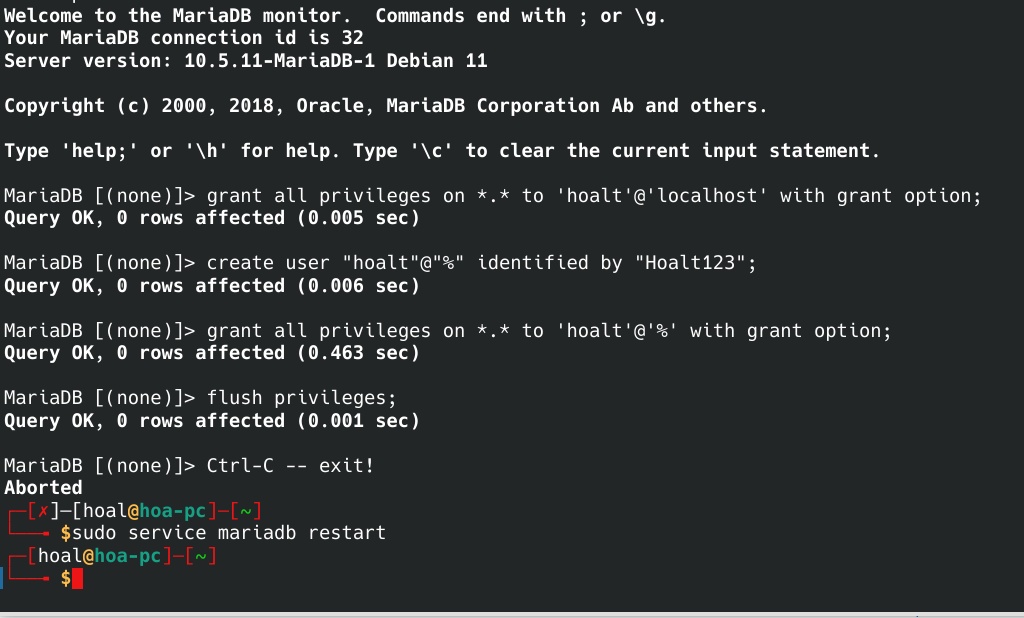 Welcome to the MariaDB monitor.  Commands end with ; or \g.
Your MariaDB connection id is 32
Server version: 10.5.11-MariaDB-1 Debian 11
Copyright (c) 2000, 2018, Oracle, MariaDB Corporation Ab and others.
Type 'help;' or '\h' for help. Type '\c' to clear the current input statement.
MariaDB [(none)]> grant all privileges on *.* to 'hoalt'@'localhost' with grant option;
Query OK, 0 rows affected (0.005 sec)
MariaDB [(none)]> create user "hoalt"@"%" identified by "Hoalt123";
Query OK, 0 rows affected (0.006 sec)
MariaDB [(none)]> grant all privileges on *.* to 'hoalt'@'%' with grant option;
Query OK, 0 rows affected (0.463 sec)
MariaDB [(none)]> flush privileges;
Query OK, 0 rows affected (0.001 sec)
MariaDB [(none)]> Ctrl-C -- exit!
Aborted
┌─[✗]─[hoal@hoa-pc]─[~]
└──╼ $sudo service mariadb restart
┌─[hoal@hoa-pc]─[~]
└──╼ $